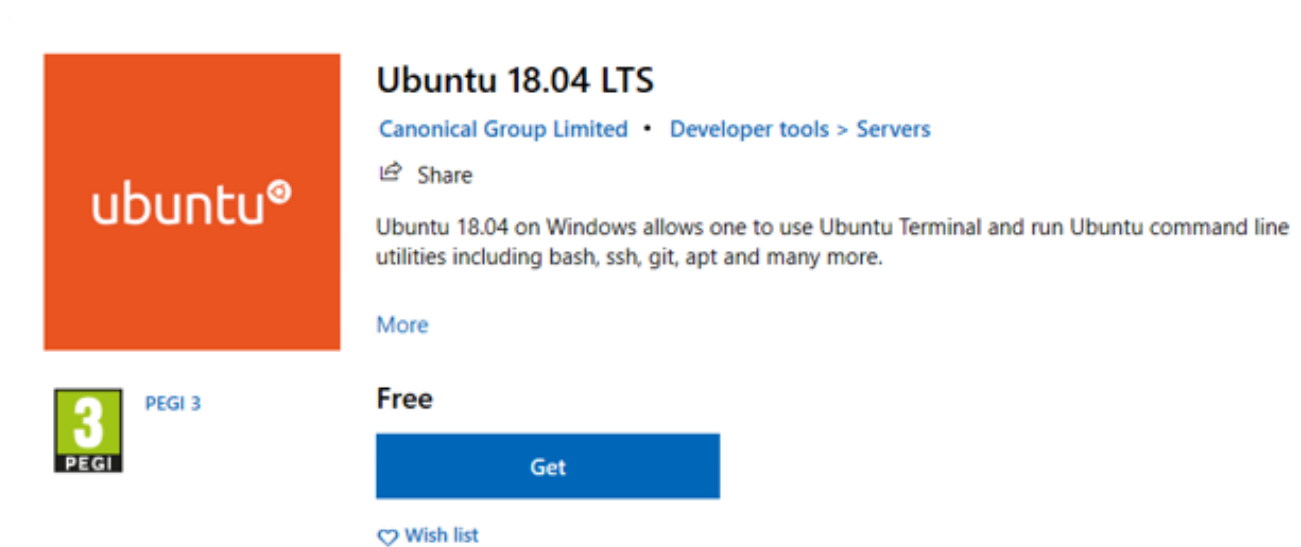 ubuntu
Ubuntu 18.04 LTS
Canonical Group Limited • Developer tools > Servers
Share
Ubuntu 18.04 on Windows allows one to use Ubuntu Terminal and run Ubuntu command line
utilities including bash, ssh, git, apt and many more.
More
3
PEGI
PEGI 3
Free
Get
Wish list